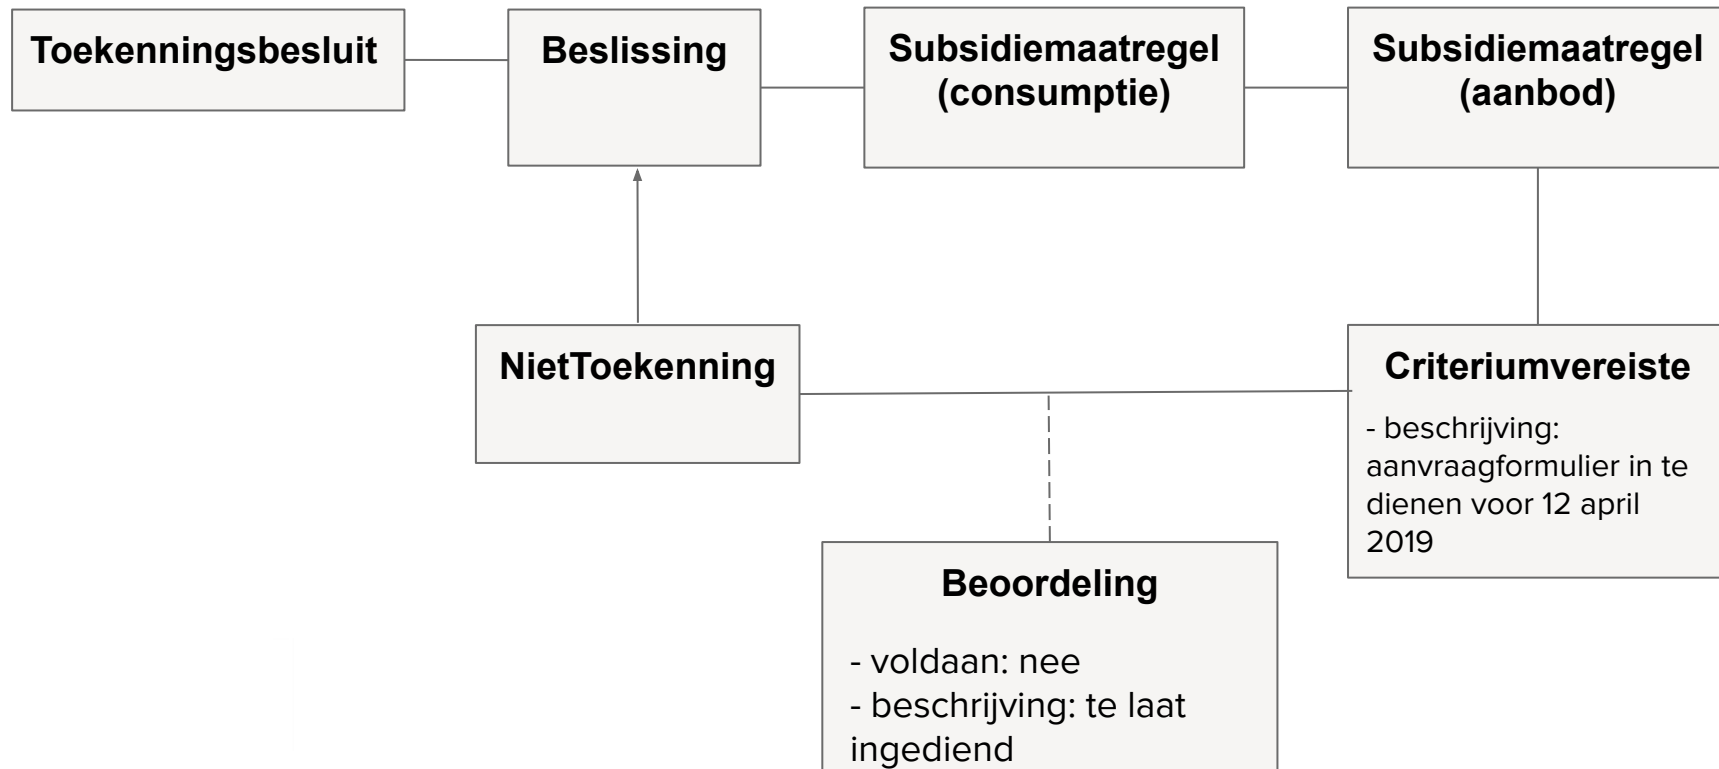 Toekenningsbesluit
Beslissing
Subsidiemaatregel
(consumptie)
Subsidiemaatregel
(aanbod)
NietToekenning
Criteriumvereiste
- beschrijving:
aanvraagformulier in te
dienen voor 12 april
2019
Beoordeling
- voldaan: nee
- beschrijving: te laat
ingediend